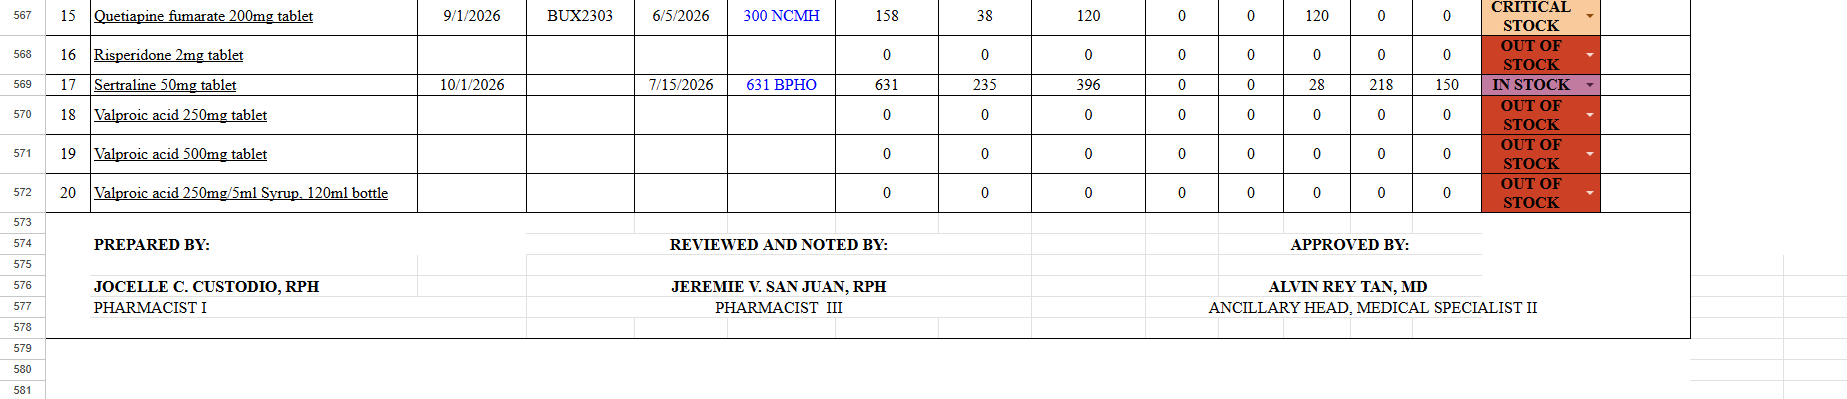 567 15 Quetiapine fumarate 200mg tablet 9/1/2026 BUX2303 6/5/2026 300 NCMH 158 38 120 0 0 120 0 0 CRITICAL STOCK
568 16 Risperidone 2mg tablet 0 0 0 0 0 0 0 0 OUT OF STOCK
569 17 Sertraline 50mg tablet 10/1/2026 7/15/2026 631 BPHO 631 235 396 0 0 28 218 150 IN STOCK
570 18 Valproic acid 250mg tablet 0 0 0 0 0 0 0 0 OUT OF STOCK
571 19 Valproic acid 500mg tablet 0 0 0 0 0 0 0 0 OUT OF STOCK
572 20 Valproic acid 250mg/5ml Syrup, 120ml bottle 0 0 0 0 0 0 0 0 OUT OF STOCK
573
574 PREPARED BY: REVIEWED AND NOTED BY: APPROVED BY:
575
576 JOCELLE C. CUSTODIO, RPH JEREMIE V. SAN JUAN, RPH ALVIN REY TAN, MD
577 PHARMACIST I PHARMACIST III ANCILLARY HEAD, MEDICAL SPECIALIST II
578
579
580
581